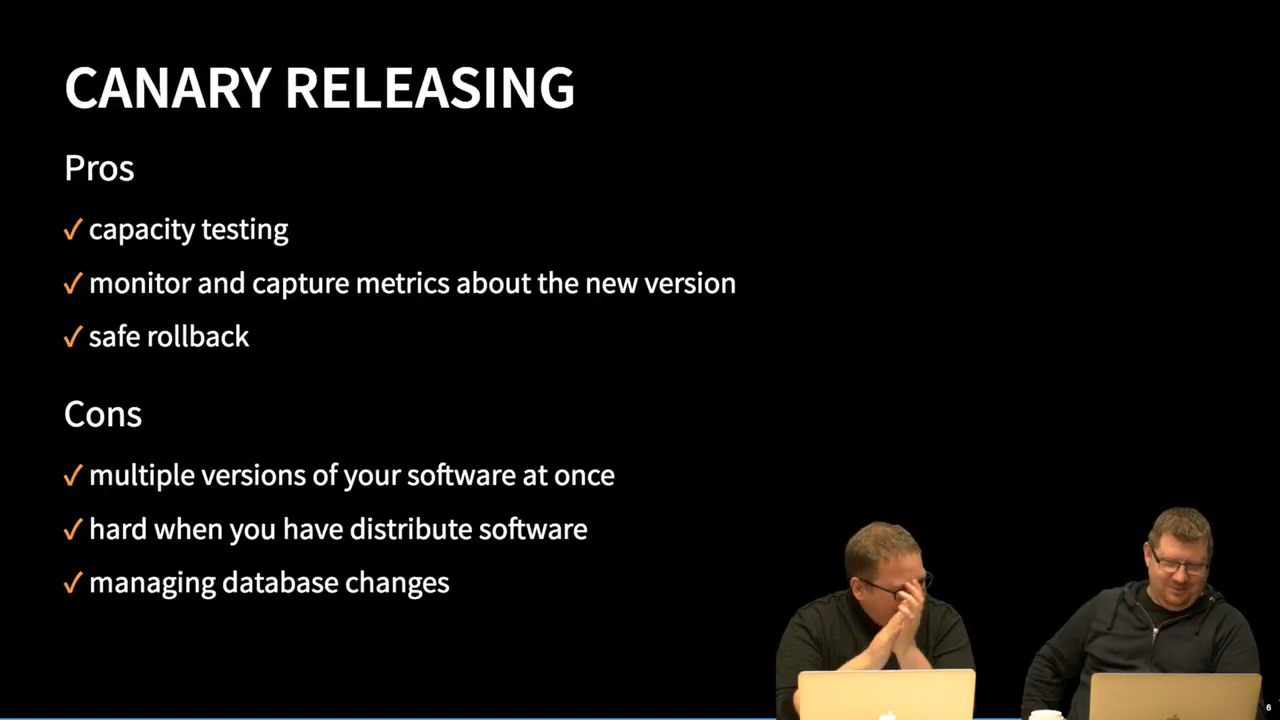 CANARY RELEASING
Pros
✓ capacity testing
✓ monitor and capture metrics about the new version
✓ safe rollback
Cons
✓ multiple versions of your software at once
✓ hard when you have distribute software
✓ managing database changes
6